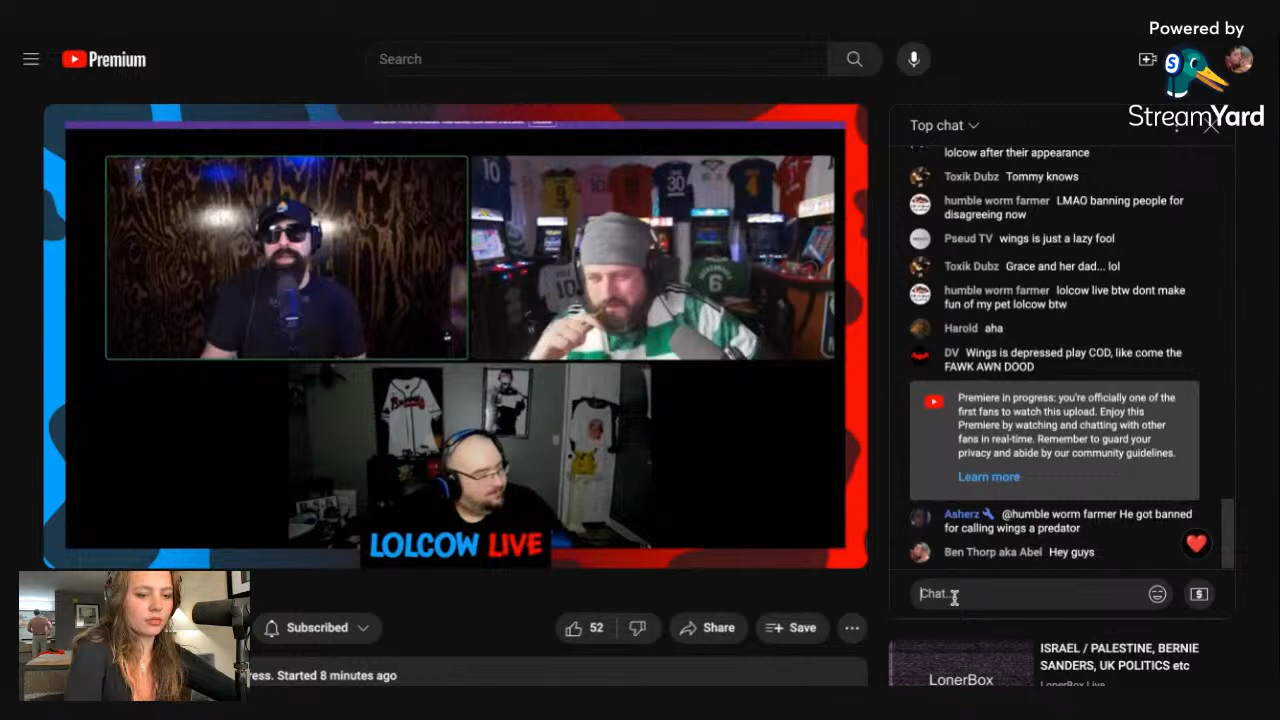 Powered by
StreamYard
Premium
Search
Top chat
lolcow after their appearance
Toxik Dubz Tommy knows
humble worm farmer LMAO banning people for
disagreeing now
Pseud TV wings is just a lazy fool
Toxik Dubz Grace and her dad... lol
humble worm farmer lolcow live btw dont make
fun of my pet lolcow btw
Harold aha
DV Wings is depressed play COD, like come the
FAWK AWN DOOD
Premiere in progress: you're officially one of the
first fans to watch this upload. Enjoy this
Premiere by watching and chatting with other
fans in real-time. Remember to guard your
privacy and abide by our community guidelines.
Learn more
Asherz @humble worm farmer He got banned
for calling wings a predator
Ben Thorp aka Abel Hey guys
Chat...
10
30
6
Braves
LOLCOW LIVE
Subscribed
52
Share
Save
ress. Started 8 minutes ago
ISRAEL / PALESTINE, BERNIE
SANDERS, UK POLITICS etc
LonerBox
LonerBox Live